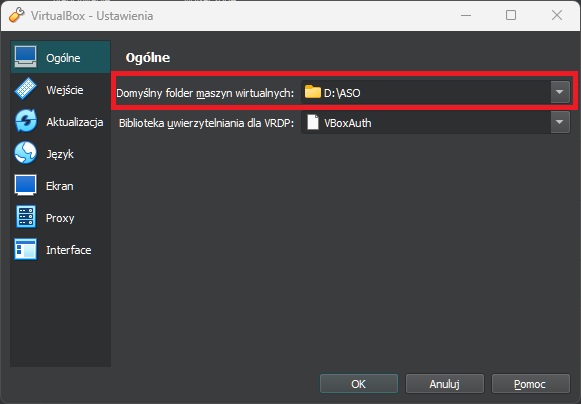 VirtualBox - Ustawienia
Ogólne
Wejście
Aktualizacja
Język
Ekran
Proxy
Interface
Ogólne
Domyślny folder maszyn wirtualnych: D:\ASO
Biblioteka uwierzytelniania dla VRDP: VBoxAuth
OK Anuluj Pomoc